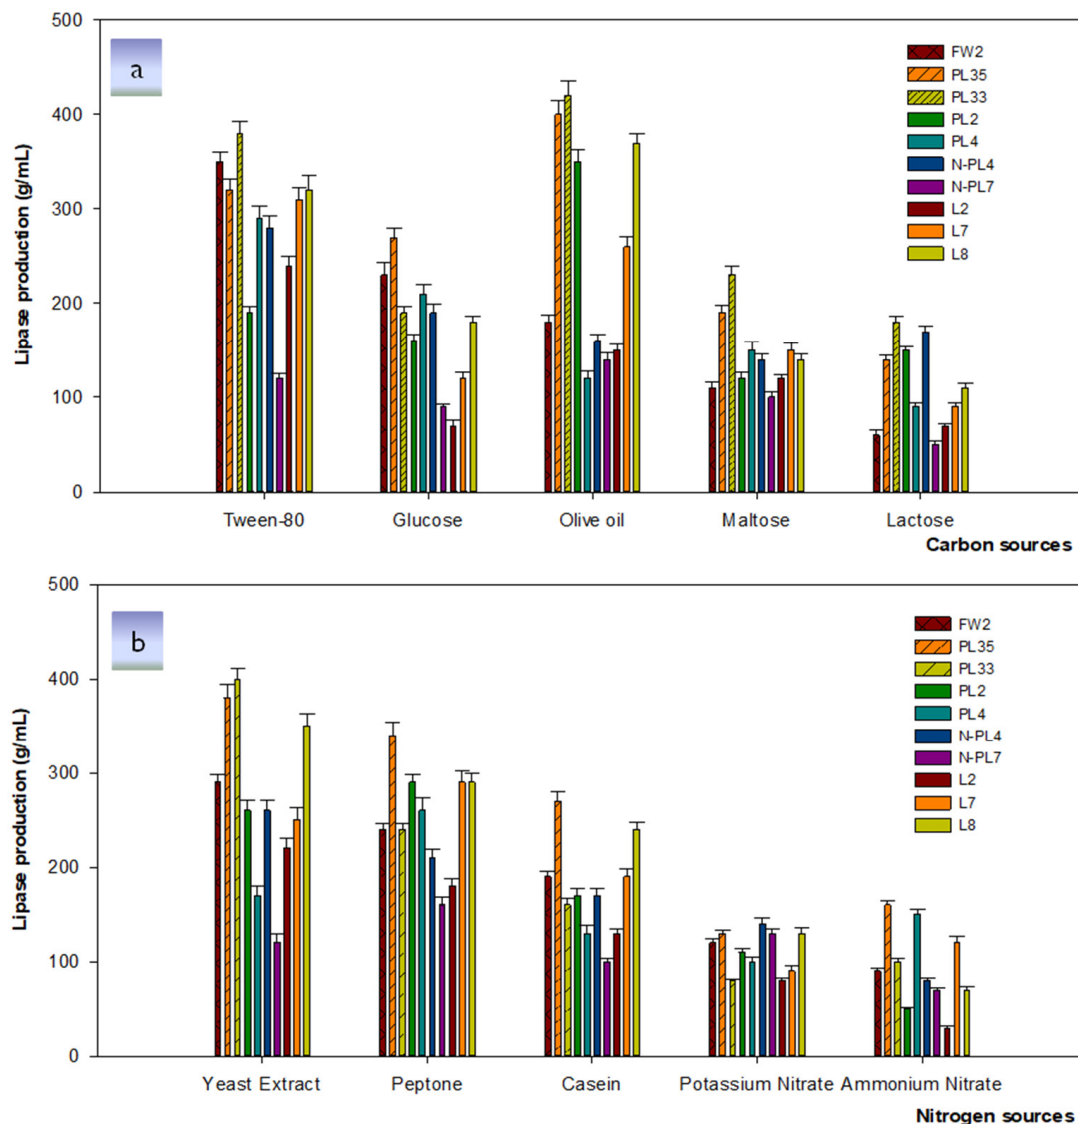 a
Lipase production (g/mL)
500
400
300
200
100
0
FW2
PL35
PL33
PL2
PL4
N-PL4
N-PL7
L2
L7
L8
Tween-80 Glucose Olive oil Maltose Lactose
Carbon sources
b
Lipase production (g/mL)
500
400
300
200
100
0
FW2
PL35
PL33
PL2
PL4
N-PL4
N-PL7
L2
L7
L8
Yeast Extract Peptone Casein Potassium Nitrate Ammonium Nitrate
Nitrogen sources